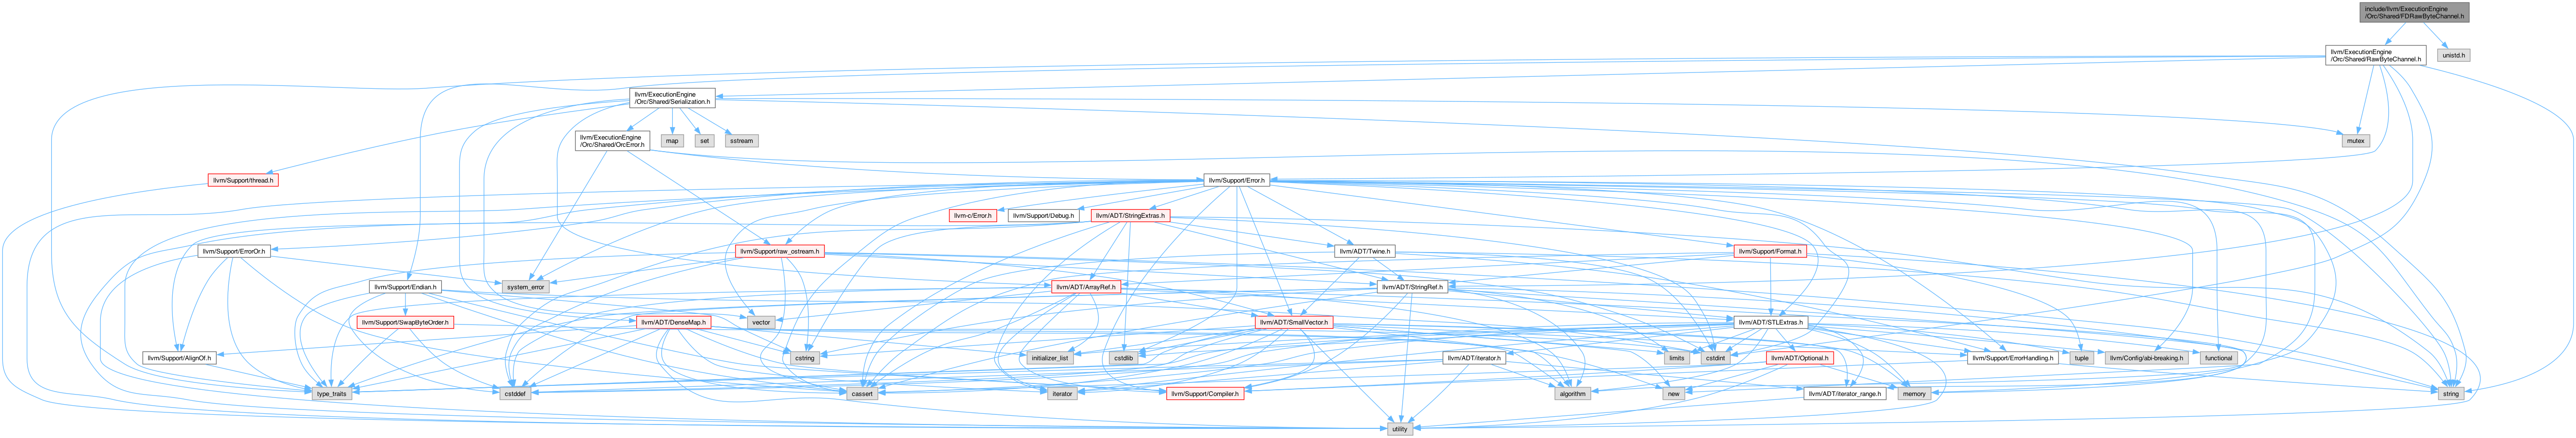 include/llvm/ExecutionEngine
/Orc/Shared/FDRawByteChannel.h
llvm/ExecutionEngine
/Orc/Shared/RawByteChannel.h
unistd.h
llvm/ExecutionEngine
/Orc/Shared/Serialization.h
llvm/ExecutionEngine
/Orc/Shared/OrcError.h
map
set
sstream
mutex
llvm/Support/thread.h
llvm/Support/Error.h
llvm-c/Error.h
llvm/Support/Debug.h
llvm/ADT/StringExtras.h
llvm/Support/ErrorOr.h
llvm/Support/raw_ostream.h
llvm/ADT/Twine.h
llvm/Support/Format.h
llvm/Support/Endian.h
system_error
llvm/ADT/ArrayRef.h
llvm/ADT/StringRef.h
llvm/Support/SwapByteOrder.h
llvm/ADT/DenseMap.h
vector
llvm/ADT/SmallVector.h
llvm/ADT/STLExtras.h
llvm/Support/AlignOf.h
cstring
initializer_list
cstdlib
llvm/ADT/iterator.h
limits
cstdint
llvm/ADT/Optional.h
llvm/Support/ErrorHandling.h
tuple
llvm/Config/abi-breaking.h
functional
type_traits
cstddef
cassert
iterator
llvm/Support/Compiler.h
algorithm
new
llvm/ADT/iterator_range.h
memory
string
utility